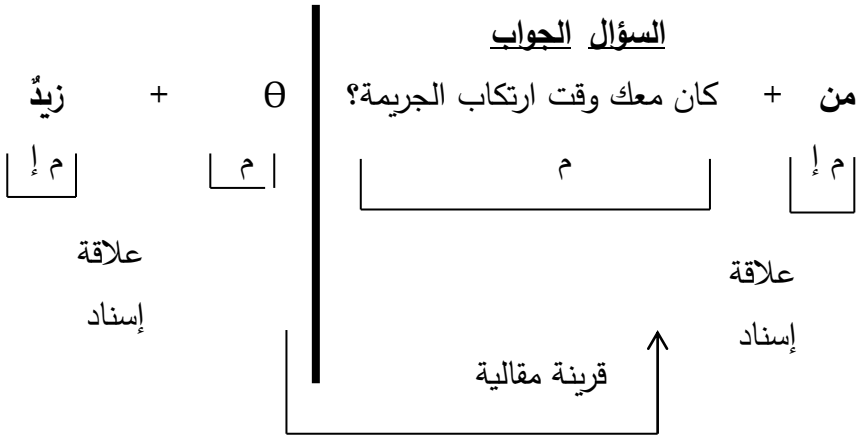 السؤال الجواب
من + كان معك وقت ارتكاب الجريمة؟ ϴ + زيدٌ
م إ م م م إ
علاقة علاقة
إسناد إسناد
قرينة مقالية